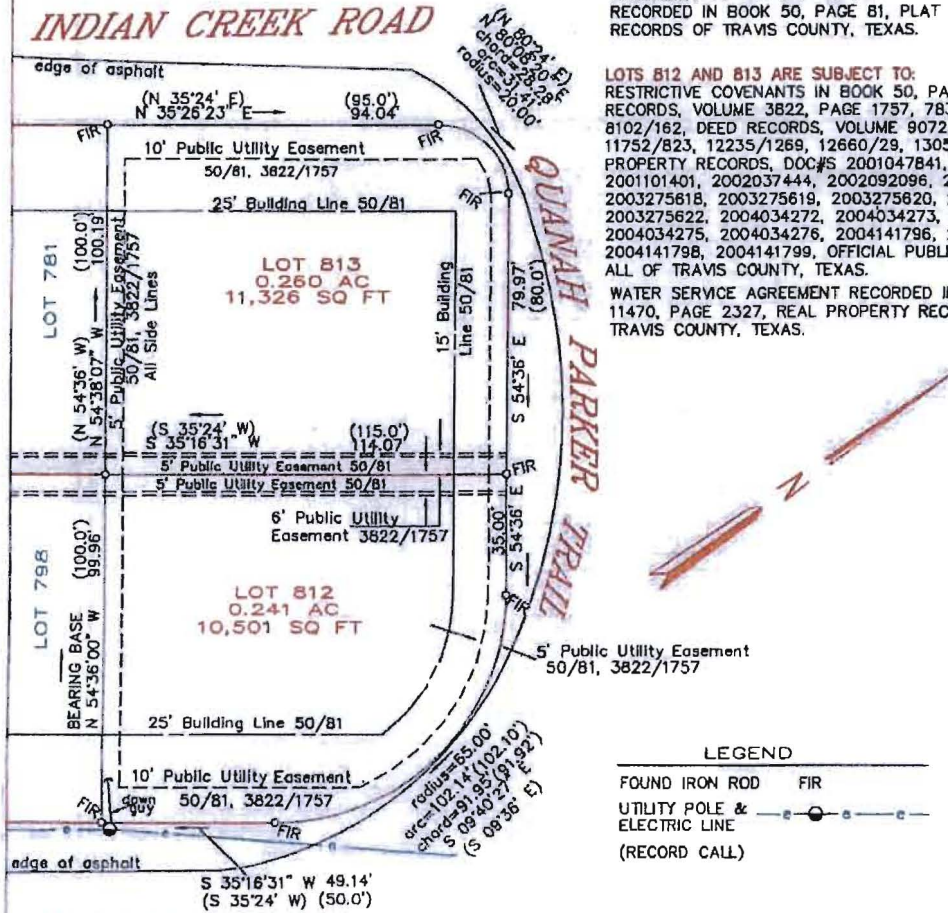 INDIAN CREEK ROAD
edge of asphalt
RECORDED IN BOOK 50, PAGE 81, PLAT
RECORDS OF TRAVIS COUNTY, TEXAS.
LOTS 812 AND 813 ARE SUBJECT TO:
RESTRICTIVE COVENANTS IN BOOK 50,
RECORDS, VOLUME 3822, PAGE 1757,
8102/162, DEED RECORDS, VOLUME 9072
11752/823, 12235/1269, 12660/29,
PROPERTY RECORDS, DOC#S 2001047841,
2001101401, 2002037444, 2002092096,
2003275618, 2003275619, 2003275620,
2003275622, 2004034272, 2004034273,
2004034275, 2004034276, 2004141796,
2004141798, 2004141799, OFFICIAL
ALL OF TRAVIS COUNTY, TEXAS.
WATER SERVICE AGREEMENT RECORDED
11470, PAGE 2327, REAL PROPERTY
TRAVIS COUNTY, TEXAS.
(N 80°24' E)
N 80°08'20" E
chord=28.28'
arc=31.41'
radius=20.00'
(N 35°24' E) (95.0')
N 35°26'23" E 94.04'
FIR
FIR
10' Public Utility Easement
50/81, 3822/1757
FIR
25' Building Line 50/81
QUANAH PARKER TRAIL
LOT 781
(N 54°36' W) (100.0')
N 54°38'07" W 100.19'
5' Public Utility Easement
50/81, 3822/1757
All Side Lines
LOT 813
0.260 AC
11,326 SQ FT
15' Building
Line 50/81
S 54°36' E 79.97'
(80.0')
(S 35°24' W) (115.0')
S 35°16'31" W 114.07'
5' Public Utility Easement 50/81
5' Public Utility Easement 50/81
FIR
6' Public Utility
Easement 3822/1757
35.00'
S 54°36' E
N
LOT 798
BEARING BASE (100.0')
N 54°36'00" W 99.96'
LOT 812
0.241 AC
10,501 SQ FT
FIR
5' Public Utility Easement
50/81, 3822/1757
25' Building Line 50/81
10' Public Utility Easement
50/81, 3822/1757
radius=65.00'
arc=102.14'(102.10')
chord=91.95'(91.92')
S 09°40'27" E
(S 09°36' E)
FIR
down
guy
FIR
edge of asphalt
S 35°16'31" W 49.14'
(S 35°24' W) (50.0')
LEGEND
FOUND IRON ROD FIR
UTILITY POLE &
ELECTRIC LINE e e e
(RECORD CALL)